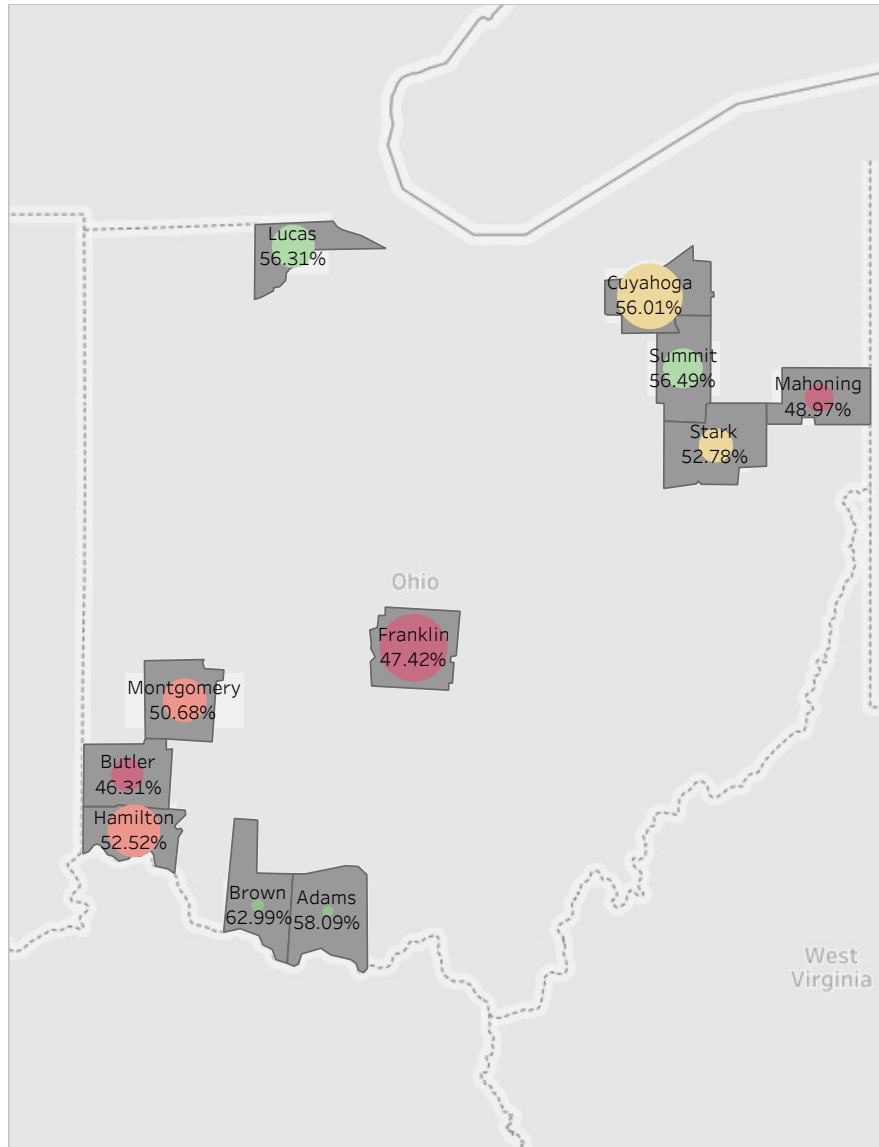 Lucas
56.31%
Cuyahoga
56.01%
Summit
56.49%
Mahoning
48.97%
Stark
52.78%
Ohio
Franklin
47.42%
Montgomery
50.68%
Butler
46.31%
Hamilton
52.52%
Brown
62.99%
Adams
58.09%
West
Virginia